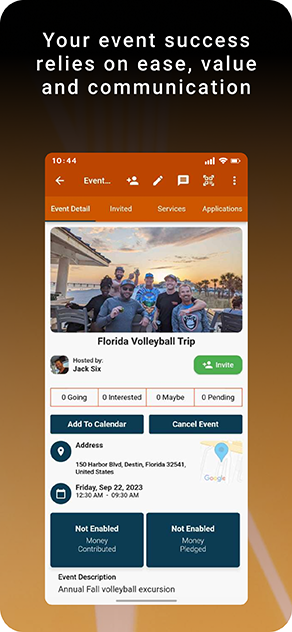 Your event success
relies on ease, value
and communication
10:44
Event...
Event Detail Invited Services Applications
Florida Volleyball Trip
Hosted by:
Jack Six
Invite
0 Going 0 Interested 0 Maybe 0 Pending
Add To Calendar Cancel Event
Address
150 Harbor Blvd, Destin, Florida 32541,
United States
Google
Friday, Sep 22, 2023
12:30 AM - 09:30 AM
Not Enabled Not Enabled
Money Money
Contributed Pledged
Event Description
Annual Fall volleyball excursion